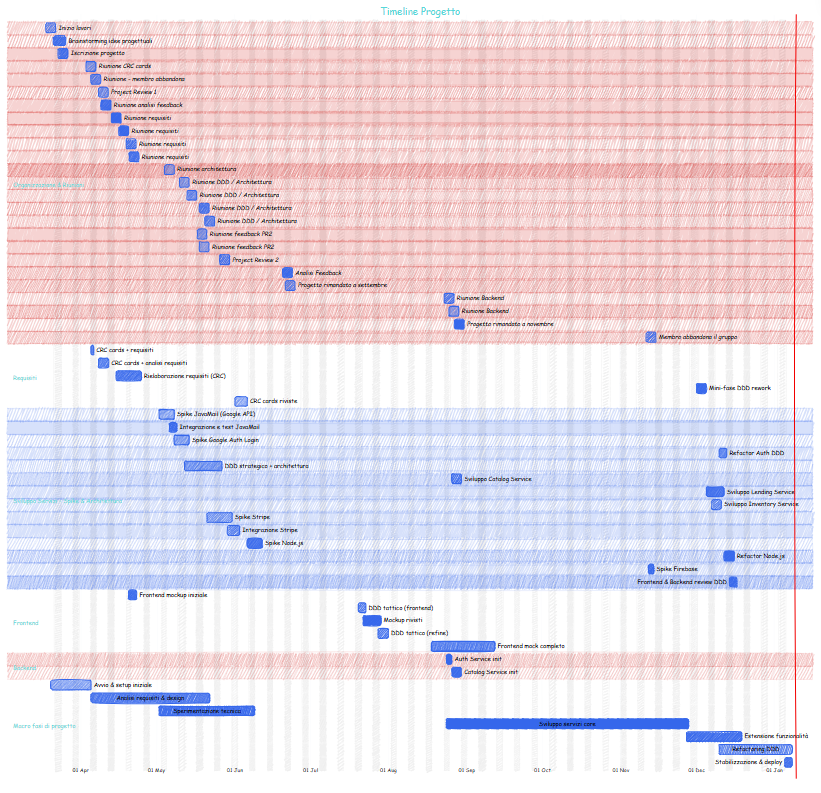 Timeline Progetto
Inizio lavori
Brainstorming idee progettuali
Iscrizione progetto
Riunione CRC cards
Riunione - membro abbandona
Project Review 1
Riunione analisi feedback
Riunione requisiti
Riunione requisiti
Riunione requisiti
Riunione requisiti
Riunione architettura
Riunione DDD / Architettura
Riunione DDD / Architettura
Riunione DDD / Architettura
Riunione DDD / Architettura
Riunione feedback PR2
Riunione feedback PR2
Project Review 2
Analisi Feedback
Progetto rimandato a settembre
Riunione Backend
Riunione Backend
Progetto rimandato a novembre
Membro abbandona il gruppo
CRC cards + requisiti
CRC cards + analisi requisiti
Requisiti
Rielaborazione requisiti (CRC)
Mini-fase DDD rework
CRC cards riviste
Spike JavaMail (Google API)
Integrazione e test JavaMail
Spike Google Auth Login
Refactor Auth DDD
DDD strategico + architettura
Sviluppo Catalog Service
Sviluppo Lending Service
Sviluppo Inventory Service
Spike Stripe
Integrazione Stripe
Spike Node.js
Refactor Node.js
Spike Firebase
Frontend & Backend review DDD
Frontend mockup iniziale
DDD tattico (frontend)
Mockup rivisti
Frontend
DDD tattico (refine)
Frontend mock completo
Auth Service init
Backend
Catalog Service init
Avvio & setup iniziale
Analisi requisiti & design
Sperimentazione tecnica
Macro fasi di progetto
Sviluppo servizi core
Estensione funzionalità
Refactoring DDD
Stabilizzazione & deploy
01 Apr 01 May 01 Jun 01 Jul 01 Aug 01 Sep 01 Oct 01 Nov 01 Dec 01 Jan